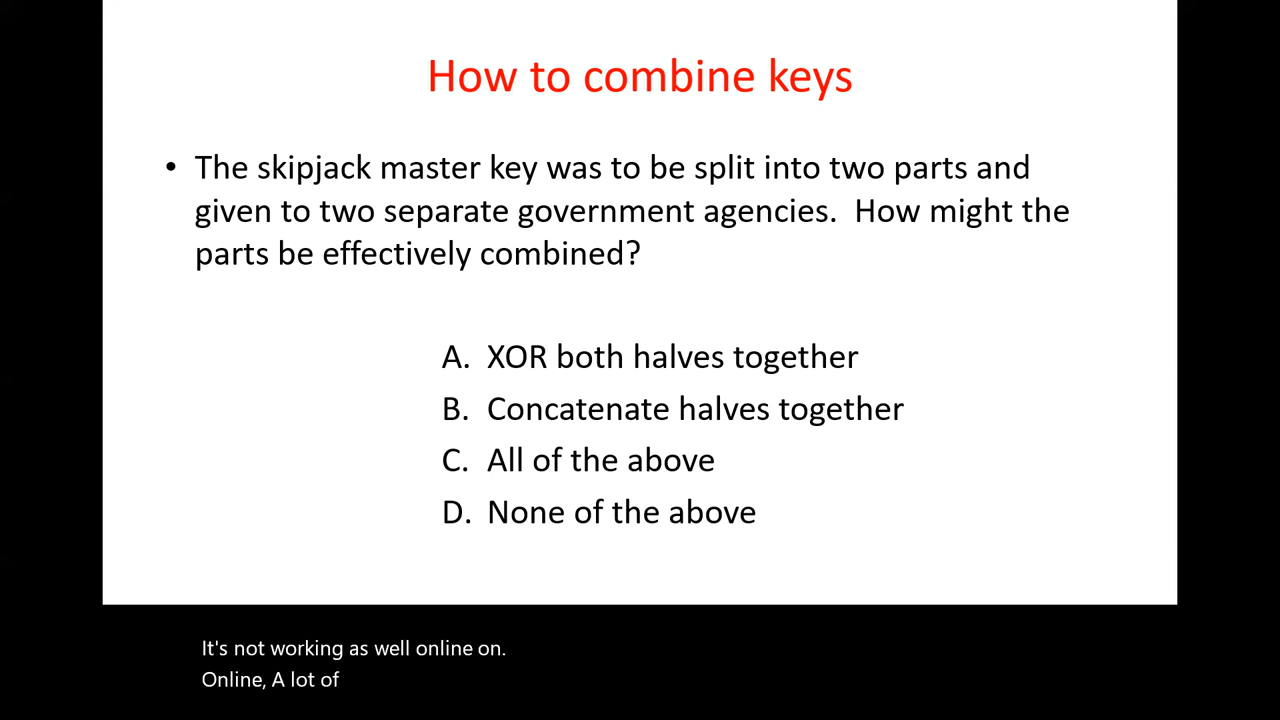 How to combine keys
• The skipjack master key was to be split into two parts and
given to two separate government agencies.  How might the
parts be effectively combined?
A. XOR both halves together
B. Concatenate halves together
C. All of the above
D. None of the above
It's not working as well online on.
Online, A lot of